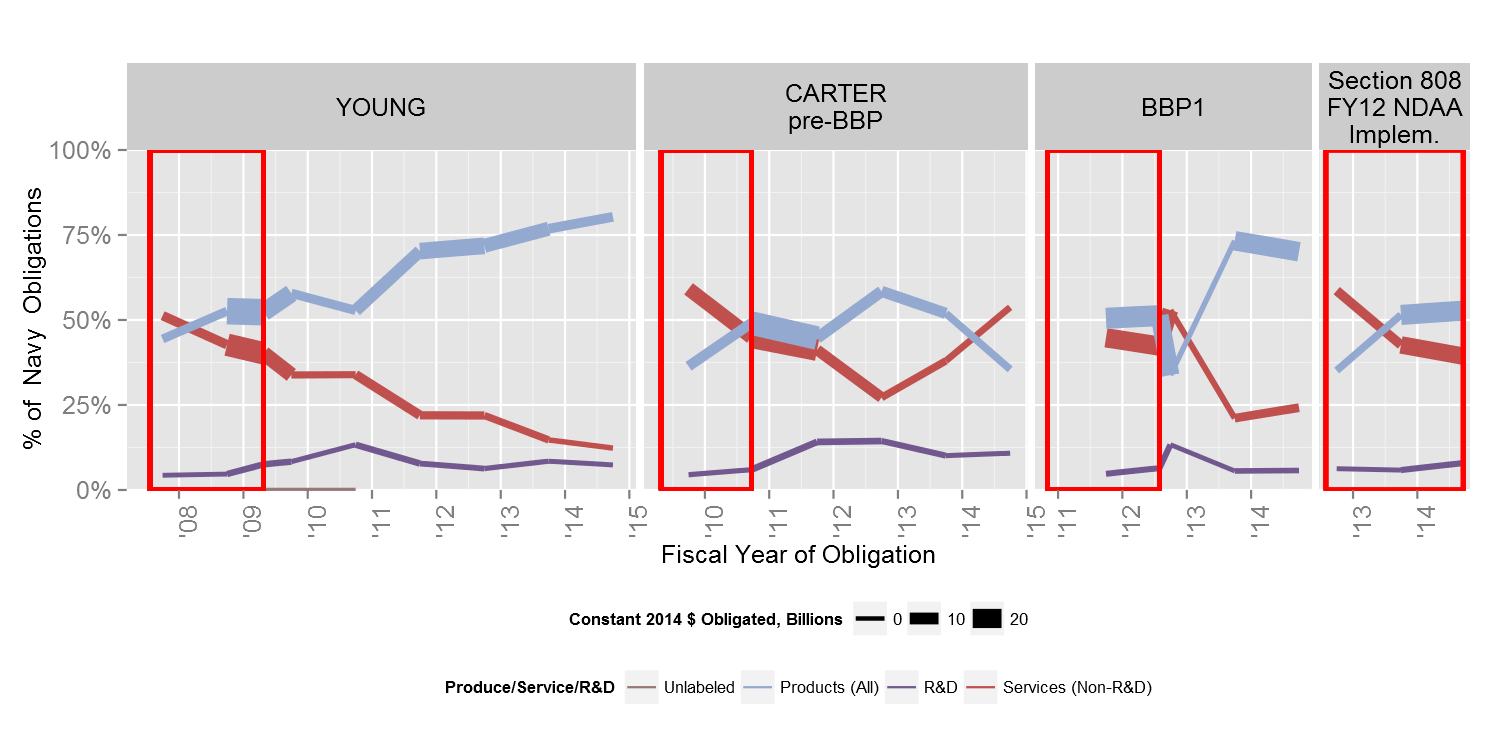 YOUNG
CARTER
pre-BBP
BBP1
Section 808
FY12 NDAA
Implem.
% of Navy Obligations
100%
75%
50%
25%
0%
'08 '09 '10 '11 '12 '13 '14 '15
'10 '11 '12 '13 '14 '15
'11 '12 '13 '14
'13 '14
Fiscal Year of Obligation
Constant 2014 $ Obligated, Billions 0 10 20
Produce/Service/R&D Unlabeled Products (All) R&D Services (Non-R&D)